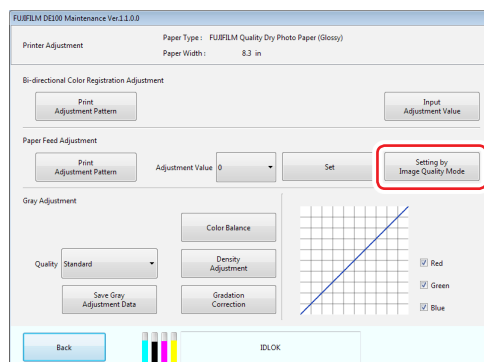 FUJIFILM DE100 Maintenance Ver.1.1.0.0
Printer Adjustment
Paper Type : FUJIFILM Quality Dry Photo Paper (Glossy)
Paper Width : 8.3 in
Bi-directional Color Registration Adjustment
Print
Adjustment Pattern
Input
Adjustment Value
Paper Feed Adjustment
Print
Adjustment Pattern
Adjustment Value 0
Set
Setting by
Image Quality Mode
Gray Adjustment
Color Balance
Quality Standard
Density
Adjustment
Save Gray
Adjustment Data
Gradation
Correction
Red
Green
Blue
Back
IDLOK